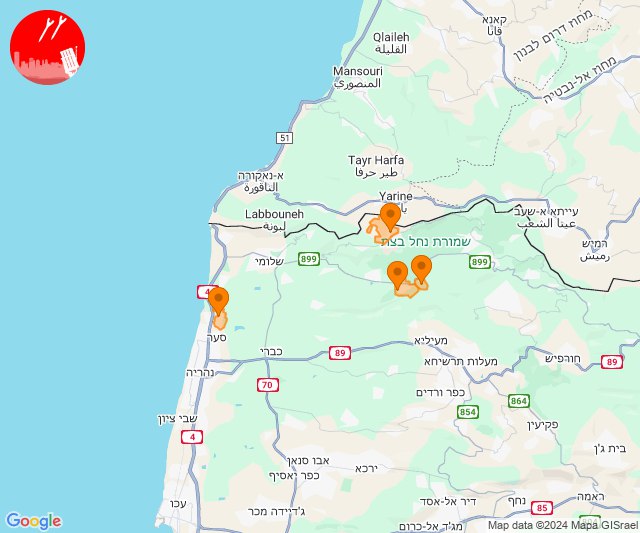 קאנא
قانا
מחוז דרום לבנון
Qlaileh
القليلة
מחוז אל-נבטיה
Mansouri
المنصوري
51
Tayr Harfa
طير حرفا
א-נאקורה
الناقورة
Yarine
Labbouneh
لبونة
עייתא א-שעב
عيتا الشعب
רמיש
رميش
שמורת נחל בצת
899
שלומי
899
4
סער
מעיליא
כברי
89
מעלות תרשיחא
חורפיש
89
נהריה
70
כפר ורדים
864
854
שבי ציון
פקיעין
4
בית ג'ן
אבו סנאן
ירכא
כפר יאסיף
ראמה
עכו
ג'דיידה מכר
דיר אל-אסד
נחף
85
מג'ד אל-כרום
Google
Map data ©2024 Mapa GISrael